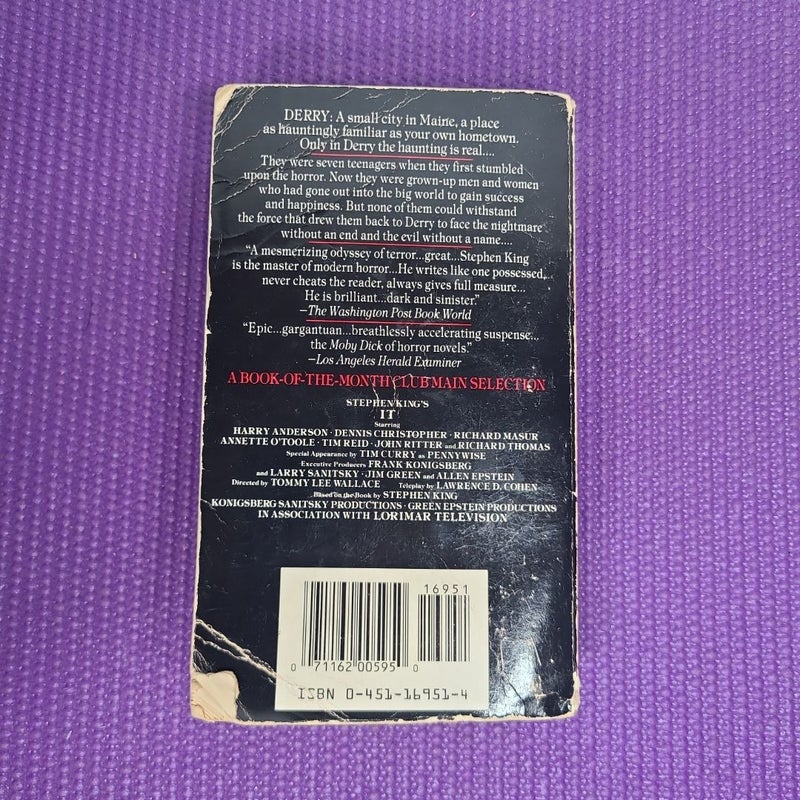 DERRY: A small city in Maine, a place
as hauntingly familiar as your own hometown.
Only in Derry the haunting is real....
They were seven teenagers when they first stumbled
upon the horror. Now they were grown-up men and women
who had gone out into the big world to gain success
and happiness. But none of them could withstand
the force that drew them back to Derry to face the nightmare
without an end and the evil without a name....
“A mesmerizing odyssey of terror...great...Stephen King
is the master of modern horror...He writes like one possessed,
never cheats the reader, always gives full measure...
He is brilliant...dark and sinister.”
—The Washington Post Book World
“Epic...gargantuan...breathlessly accelerating suspense...
the Moby Dick of horror novels.”
—Los Angeles Herald Examiner
A BOOK-OF-THE-MONTH CLUB MAIN SELECTION
STEPHEN KING'S
IT
Starring
HARRY ANDERSON · DENNIS CHRISTOPHER · RICHARD MASUR
ANNETTE O'TOOLE · TIM REID · JOHN RITTER and RICHARD THOMAS
Special Appearance by TIM CURRY as PENNYWISE
Executive Producers FRANK KONIGSBERG
and LARRY SANITSKY · JIM GREEN and ALLEN EPSTEIN
Directed by TOMMY LEE WALLACE Teleplay by LAWRENCE D. COHEN
Based on the Book by STEPHEN KING
KONIGSBERG SANITSKY PRODUCTIONS · GREEN EPSTEIN PRODUCTIONS
IN ASSOCIATION WITH LORIMAR TELEVISION
16951
0 71162 00595 0
ISBN 0-451-16951-4